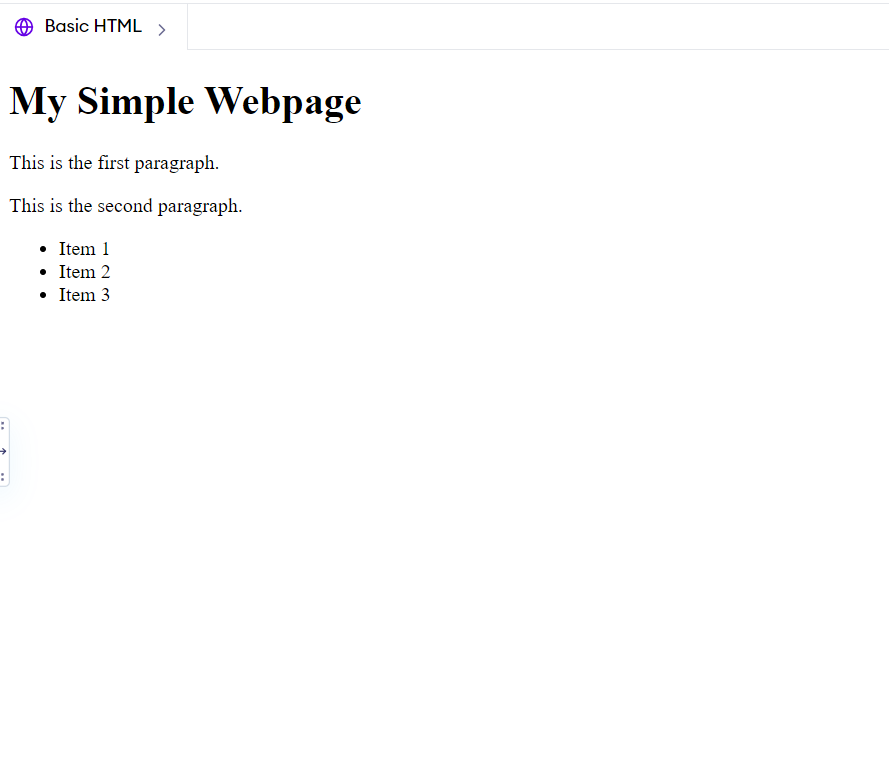 Basic HTML
My Simple Webpage
This is the first paragraph.
This is the second paragraph.
Item 1
Item 2
Item 3